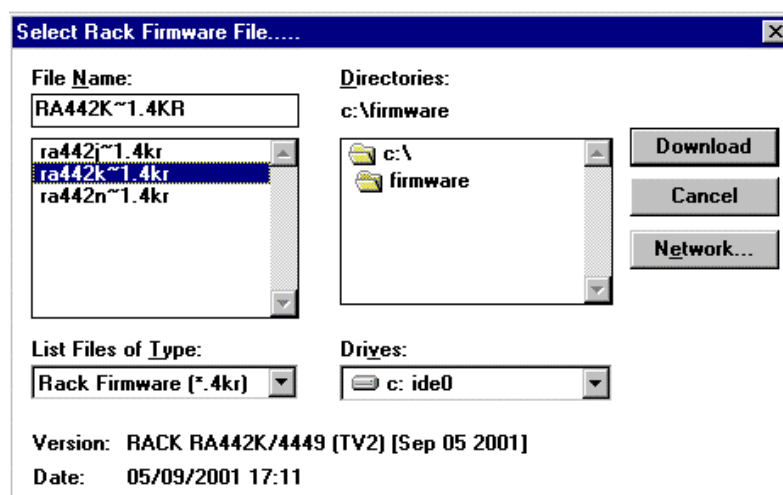 Select Rack Firmware File.....
File Name:
RA442K~1.4KR
ra442j~1.4kr
ra442k~1.4kr
ra442n~1.4kr
Directories:
c:\firmware
c:\
firmware
Download
Cancel
Network...
List Files of Type:
Rack Firmware (*.4kr)
Drives:
c: ide0
Version: RACK RA442K/4449 (TV2) [Sep 05 2001]
Date: 05/09/2001 17:11